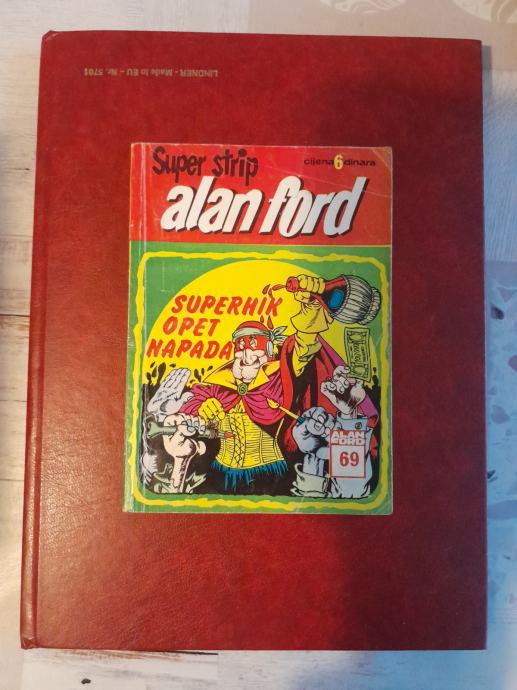 LINDNER - Made in EU - Nr. 5701
Super strip
cijena 6 dinara
alan ford
SUPERHIK
OPET
NAPADA
ALAN
FORD
69